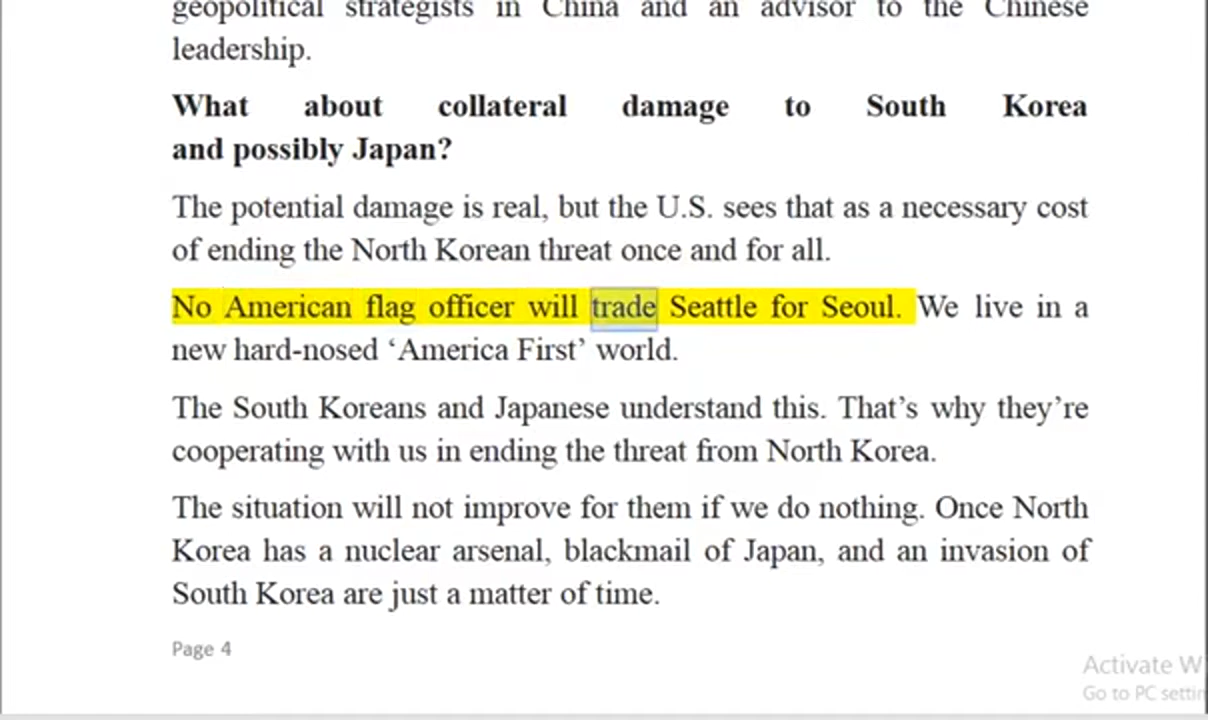 geopolitical strategists in China and an advisor to the Chinese
leadership.
What about collateral damage to South Korea
and possibly Japan?
The potential damage is real, but the U.S. sees that as a necessary cost
of ending the North Korean threat once and for all.
No American flag officer will trade Seattle for Seoul. We live in a
new hard-nosed ‘America First’ world.
The South Koreans and Japanese understand this. That’s why they’re
cooperating with us in ending the threat from North Korea.
The situation will not improve for them if we do nothing. Once North
Korea has a nuclear arsenal, blackmail of Japan, and an invasion of
South Korea are just a matter of time.
Page 4
Activate W
Go to PC settin